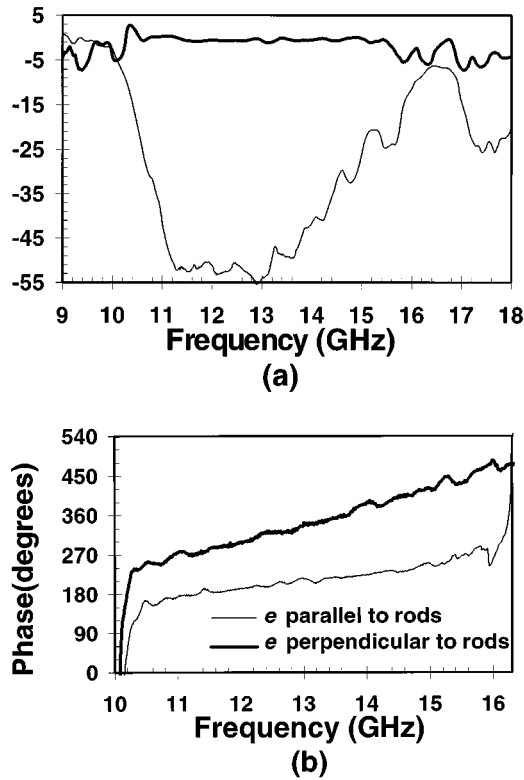 5
-5
-15
-25
-35
-45
-55
9 10 11 12 13 14 15 16 17 18
Frequency (GHz)
(a)
540
450
360
270
180
90
0
Phase(degrees)
e parallel to rods
e perpendicular to rods
10 11 12 13 14 15 16
Frequency (GHz)
(b)